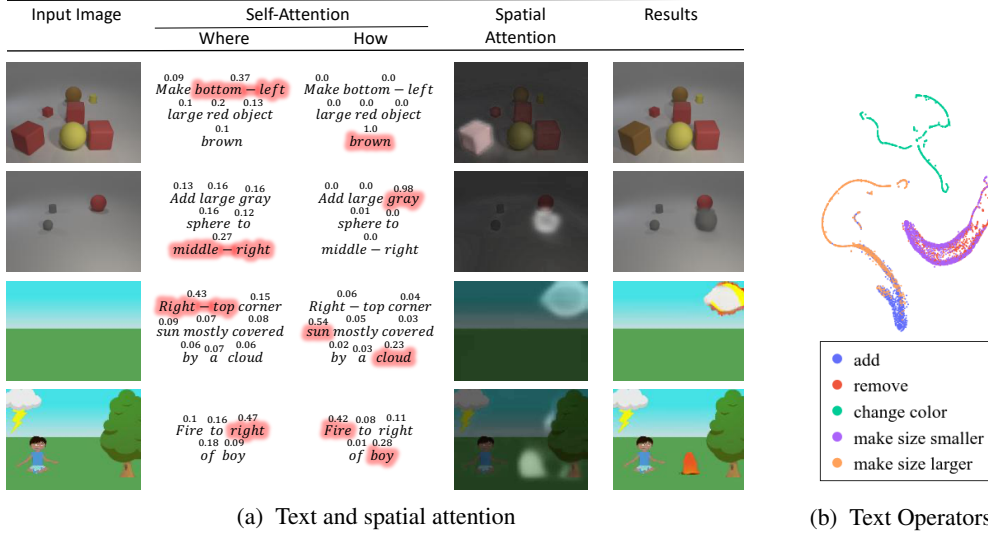 Input Image
Self-Attention
Spatial
Attention
Results
Where
How
0.09 0.37
Make bottom-left
0.1 0.2 0.13
large red object
0.1
brown
0.0 0.0
Make bottom-left
0.0 0.0 0.0
large red object
1.0
brown
0.13 0.16 0.16
Add large gray
0.16 0.12
sphere to
0.27
middle-right
0.0 0.0 0.98
Add large gray
0.01 0.0
sphere to
0.0
middle-right
0.43 0.15
Right-top corner
0.09 0.07 0.08
sun mostly covered
0.06 0.07 0.06
by a cloud
0.06 0.04
Right-top corner
0.54 0.05 0.03
sun mostly covered
0.02 0.03 0.23
by a cloud
0.1 0.16 0.47
Fire to right
0.18 0.09
of boy
0.42 0.08 0.11
Fire to right
0.01 0.28
of boy
(a) Text and spatial attention
add
remove
change color
make size smaller
make size larger
(b) Text Operators